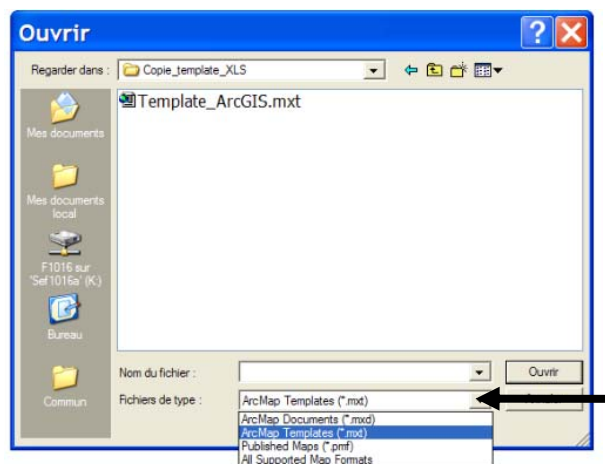 Ouvrir
Regarder dans :
Copie_template_XLS
Template_ArcGIS.mxt
Mes documents
Mes documents
local
F1016 sur
'Sef1016a' (K:)
Bureau
Commun
Nom du fichier :
Ouvrir
Fichiers de type :
ArcMap Templates (*.mxt)
ArcMap Documents (*.mxd)
ArcMap Templates (*.mxt)
Published Maps (*.pmf)
All Supported Map Formats